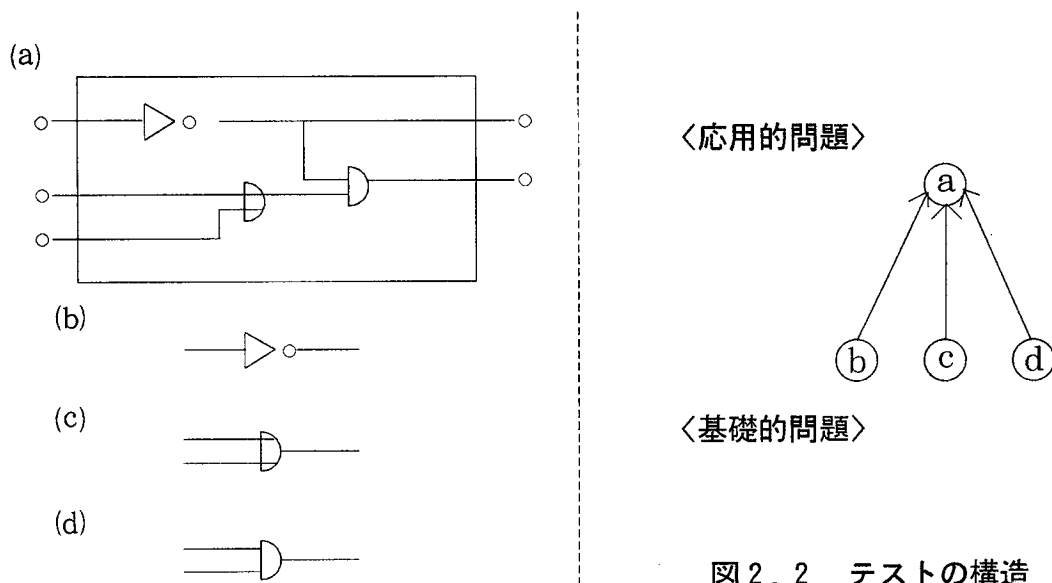 (a)
(b)
(c)
(d)
〈応用的問題〉
a
b c d
〈基礎的問題〉
図2.2 テストの構造